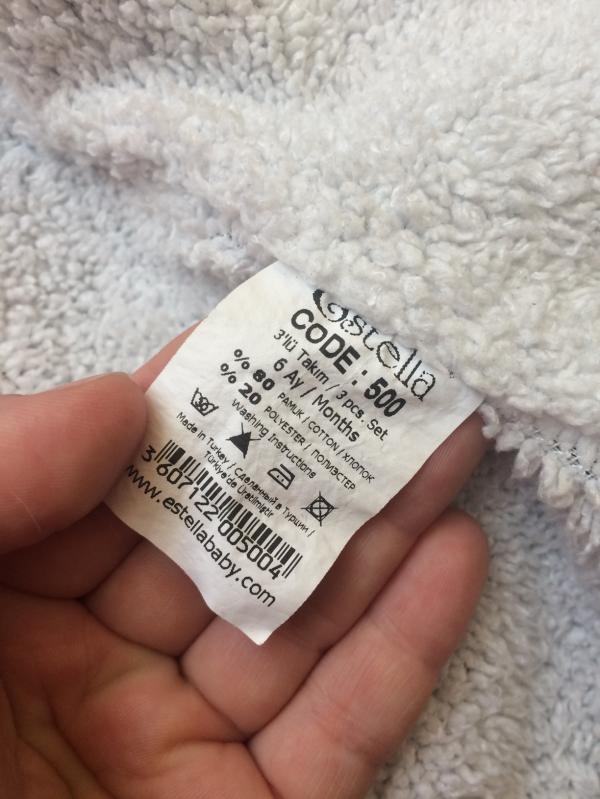 Estella
CODE : 500
3'lü Takım / 3 pcs. Set
6 Ay / Months
% 80 PAMUK / COTTON / ХЛОПОК
% 20 POLYESTER / ПОЛИЭСТЕР
Washing Instructions
Made in Turkey / Сделанный в Турции /
Türkiye'de Üretilmiştir
3 607122 005004
www.estellababy.com